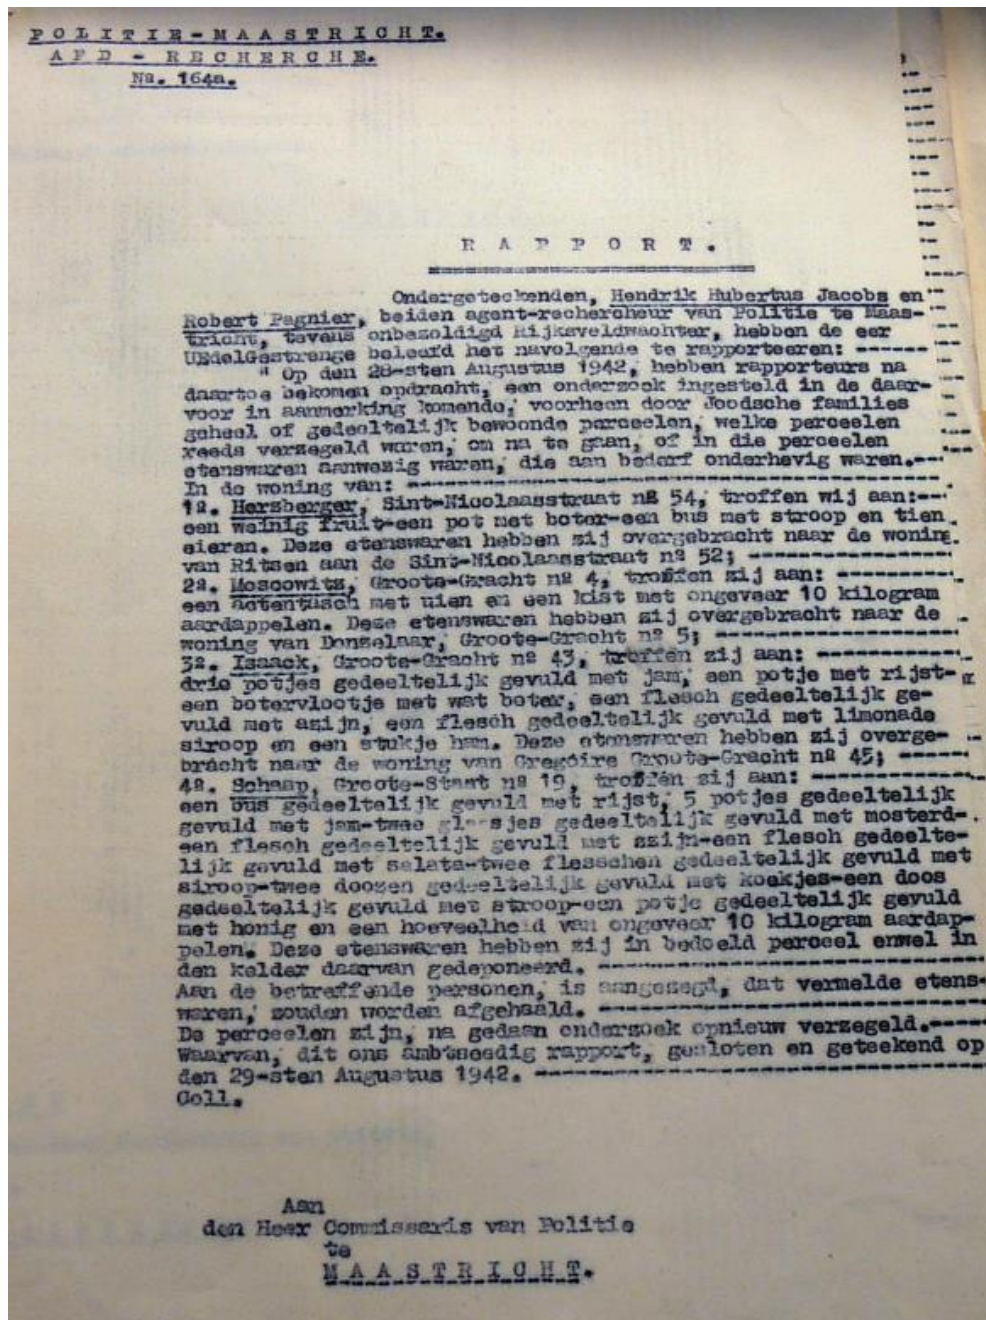 POLITIE-MAASTRICHT.
AFD - RECHERCHE.
No. 164a.
RAPPORT.
Ondergeteekenden, Hendrik Hubertus Jacobs en
Robert Pagnier, beiden agent-rechercheur van Politie te Maas-
tricht, tevens onbezoldigd Rijksveldwachter, hebben de eer
UEdelGestrenge beleefd het navolgende te rapporteeren: ------
" Op den 28-sten Augustus 1942, hebben rapporteurs na
daartoe bekomen opdracht, een onderzoek ingesteld in de daar-
voor in aanmerking komende, voorheen door Joodsche families
geheel of gedeeltelijk bewoonde perceelen, welke perceelen
reeds verzegeld waren, om na te gaan, of in die perceelen
etenswaren aanwezig waren, die aan bederf onderhevig waren.---
In de woning van: ------------------------------------
1º. Herzberger, Sint-Nicolaasstraat nº 54, troffen wij aan:---
een weinig fruit-een pot met boter-een bus met stroop en tien
eieren. Deze etenswaren hebben zij overgebracht naar de woning
van Ritsen aan de Sint-Nicolaasstraat nº 52; --------------
2º. Moscowitz, Groote-Gracht nº 4, troffen zij aan: ---------
een actentasch met uien en een kist met ongeveer 10 kilogram
aardappelen. Deze etenswaren hebben zij overgebracht naar de
woning van Donselaar, Groote-Gracht nº 5; ----------------
3º. Isaack, Groote-Gracht nº 43, troffen zij aan: ----------
drie potjes gedeeltelijk gevuld met jam, een potje met rijst-
een botervlootje met wat boter, een flesch gedeeltelijk ge-
vuld met azijn, een flesch gedeeltelijk gevuld met limonade
siroop en een stukje ham. Deze etenswaren hebben zij overge-
bracht naar de woning van Gregoire Groote-Gracht nº 45; ------
4º. Schaap, Groote-Staat nº 19, troffen zij aan: -----------
een bus gedeeltelijk gevuld met rijst, 5 potjes gedeeltelijk
gevuld met jam-twee glaasjes gedeeltelijk gevuld met mosterd-
een flesch gedeeltelijk gevuld met azijn-een flesch gedeelte-
lijk gevuld met salata-twee flesschen gedeeltelijk gevuld met
siroop-twee doozen gedeeltelijk gevuld met koekjes-een doos
gedeeltelijk gevuld met stroop-een potje gedeeltelijk gevuld
met honig en een hoeveelheid van ongeveer 10 kilogram aardap-
pelen. Deze etenswaren hebben zij in bedoeld perceel enwel in
den kelder daarvan gedeponeerd. --------------------------
Aan de betreffende personen, is aangezegd, dat vermelde etens-
waren, zouden worden afgehaald. --------------------------
De perceelen zijn, na gedaan onderzoek opnieuw verzegeld.----
Waarvan, dit ons ambtseedig rapport, gesloten en geteekend op
den 29-sten Augustus 1942. -------------------------------
Coll.
Aan
den Heer Commissaris van Politie
te
MAASTRICHT.